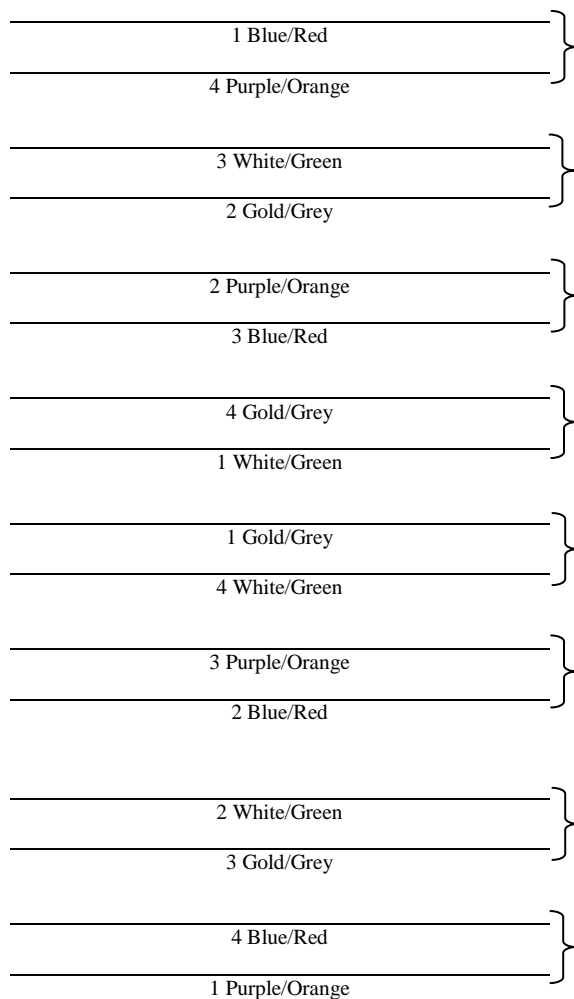 1 Blue/Red
4 Purple/Orange
3 White/Green
2 Gold/Grey
2 Purple/Orange
3 Blue/Red
4 Gold/Grey
1 White/Green
1 Gold/Grey
4 White/Green
3 Purple/Orange
2 Blue/Red
2 White/Green
3 Gold/Grey
4 Blue/Red
1 Purple/Orange